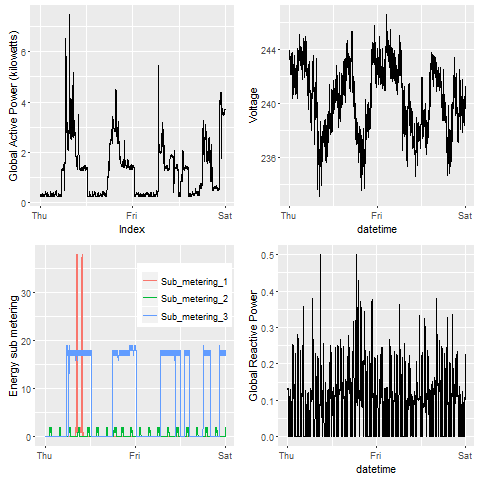 Global Active Power (kilowatts)
6
4
2
0
Thu
Fri
Sat
Index
Voltage
244
240
236
Thu
Fri
Sat
datetime
Energy sub metering
30
20
10
0
Sub_metering_1
Sub_metering_2
Sub_metering_3
Thu
Fri
Sat
Global Reactive Power
0.5
0.4
0.3
0.2
0.1
0.0
Thu
Fri
Sat
datetime